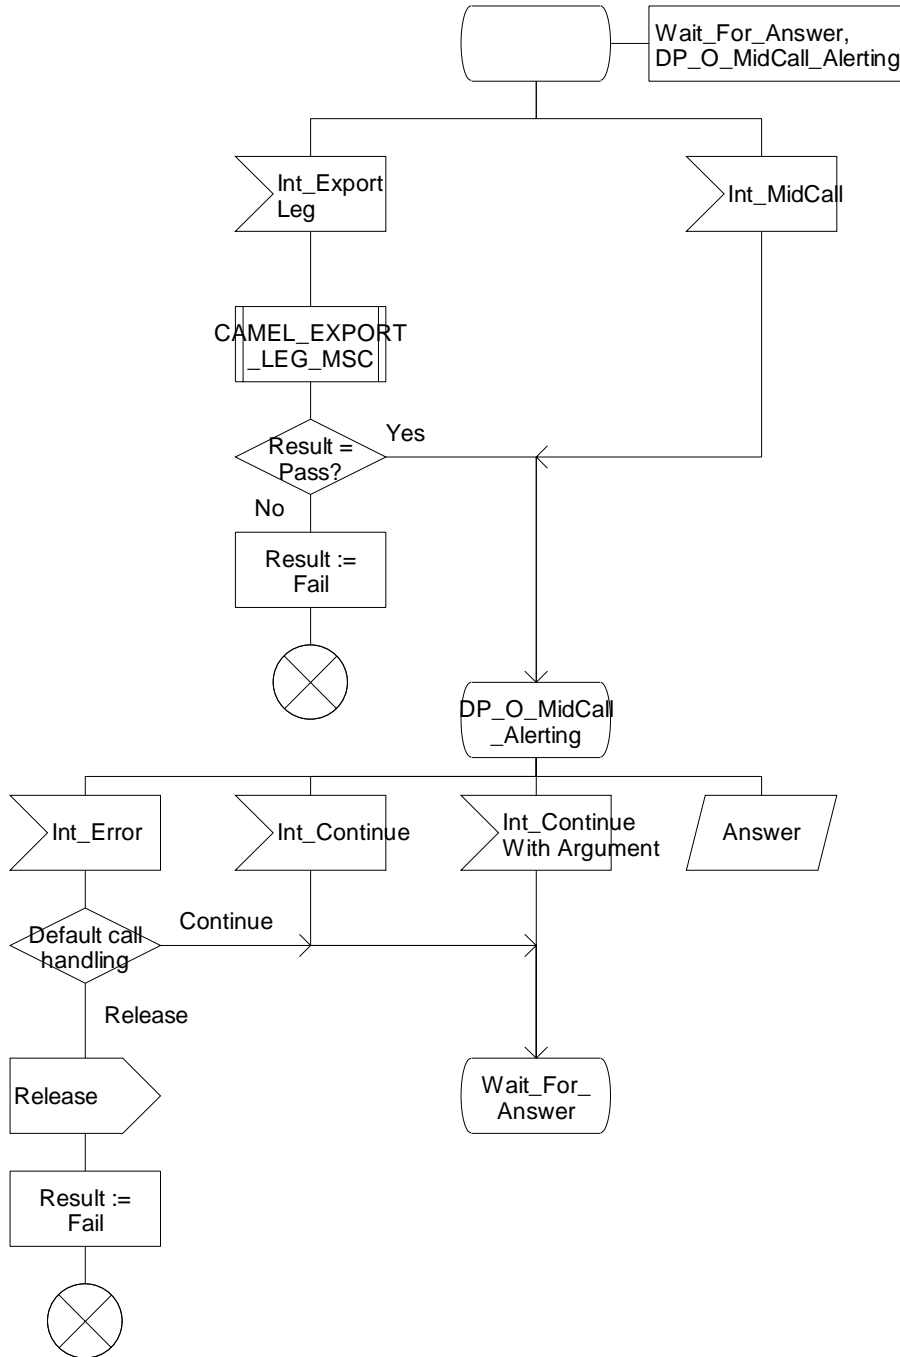 Wait_For_Answer,
DP_O_MidCall_Alerting
Int_Export
Leg
Int_MidCall
CAMEL_EXPORT
_LEG_MSC
Yes
Result =
Pass?
No
Result :=
Fail
DP_O_MidCall
_Alerting
Int_Error
Int_Continue
Int_Continue
With Argument
Answer
Continue
Default call
handling
Release
Release
Wait_For_
Answer
Result :=
Fail